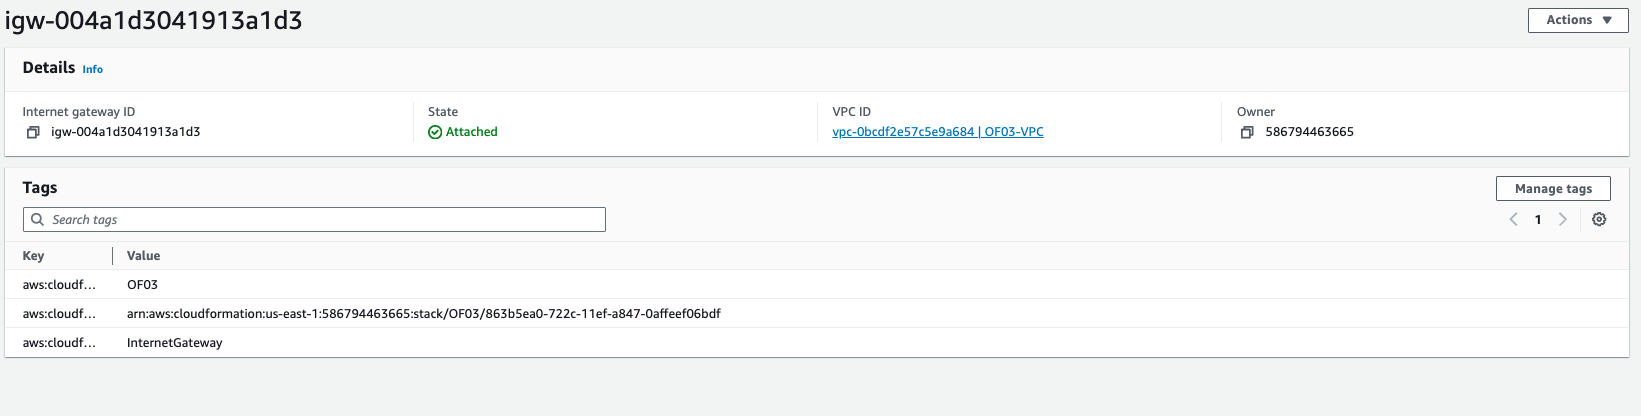 igw-004a1d3041913a1d3
Actions
Details Info
Internet gateway ID
igw-004a1d3041913a1d3
State
Attached
VPC ID
vpc-0bcdf2e57c5e9a684 | OF03-VPC
Owner
586794463665
Tags
Manage tags
Search tags
1
Key Value
aws:cloudf... OF03
aws:cloudf... arn:aws:cloudformation:us-east-1:586794463665:stack/OF03/863b5ea0-722c-11ef-a847-0affeef06bdf
aws:cloudf... InternetGateway